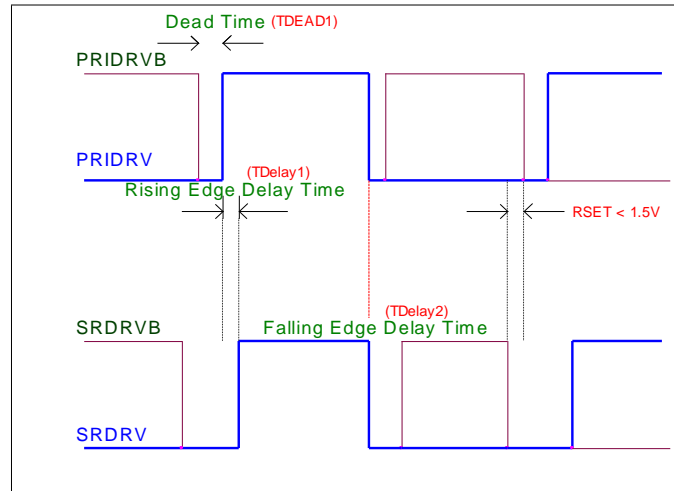 Dead Time (TDEAD1)
PRIDRVB
PRIDRV
(TDelay1)
Rising Edge Delay Time
RSET < 1.5V
(TDelay2)
SRDRVB
Falling Edge Delay Time
SRDRV